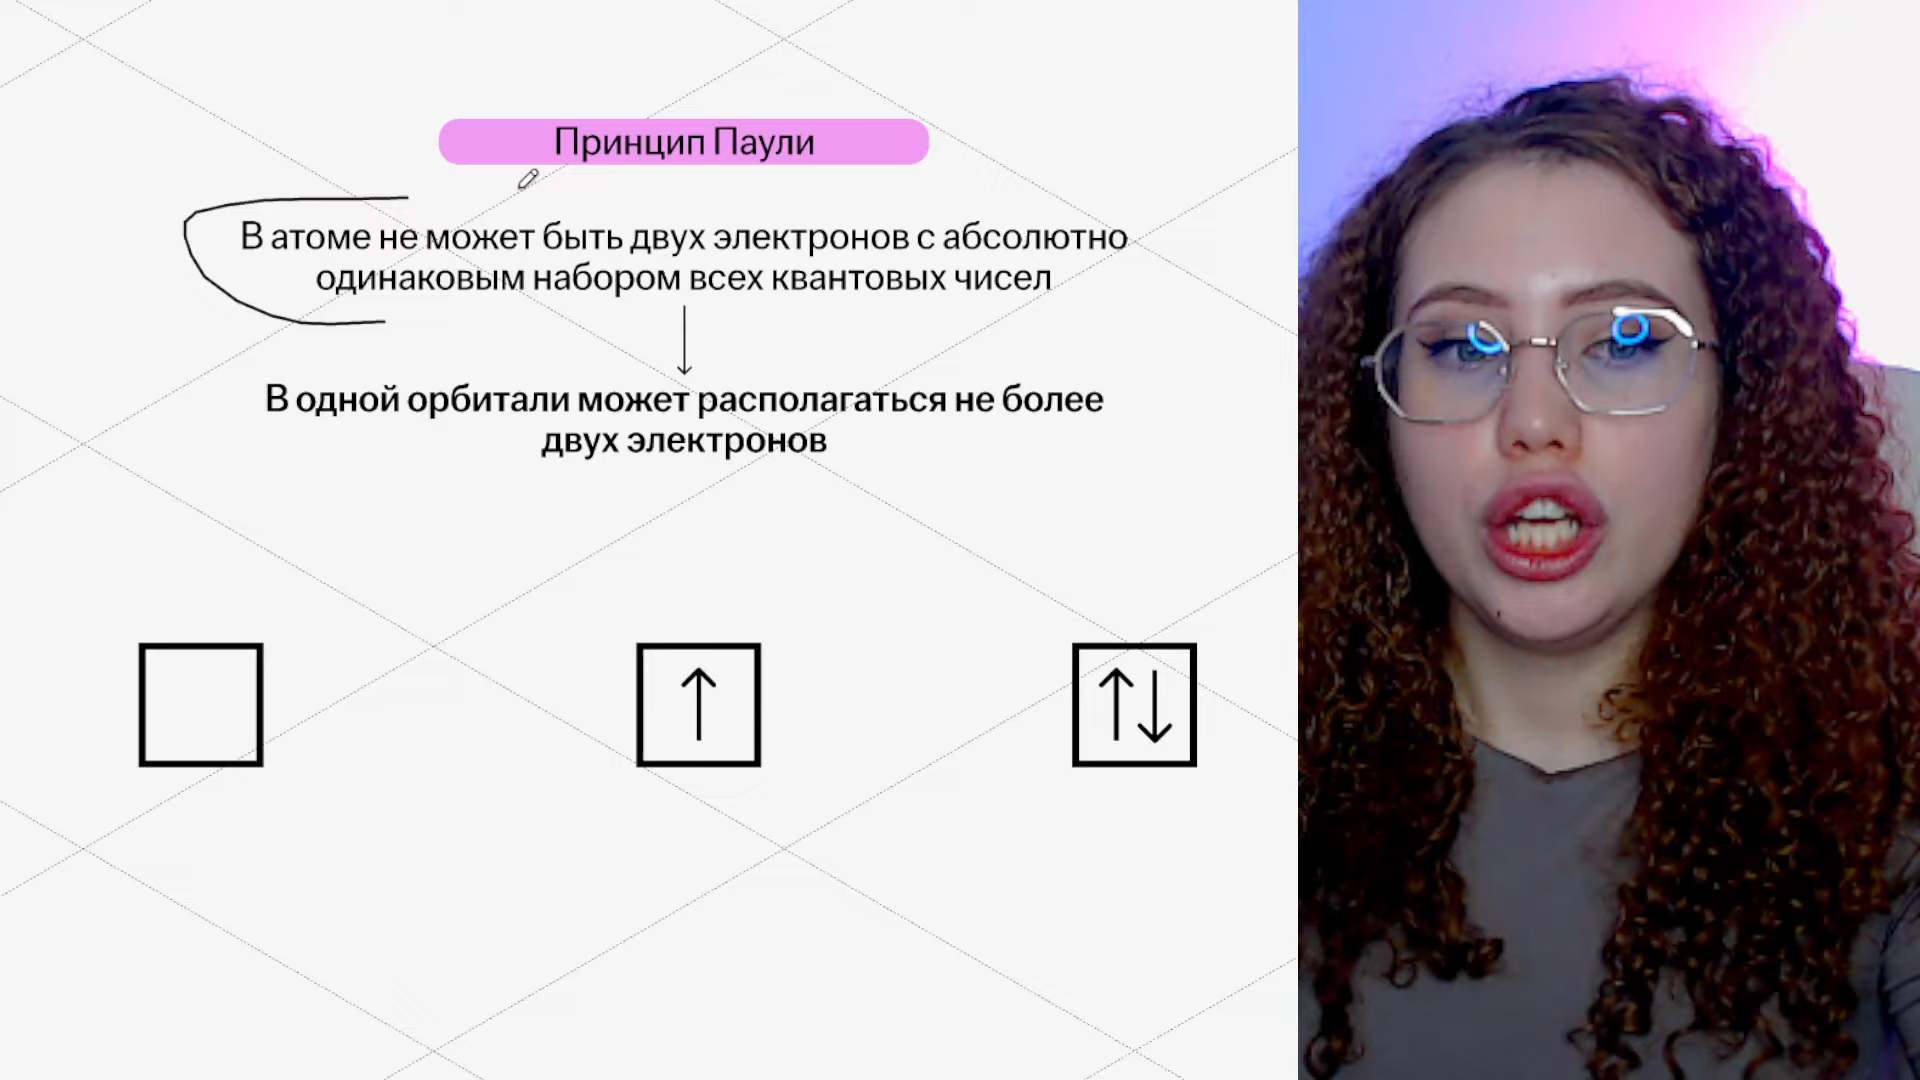 Принцип Паули
В атоме не может быть двух электронов с абсолютно
одинаковым набором всех квантовых чисел
В одной орбитали может располагаться не более
двух электронов